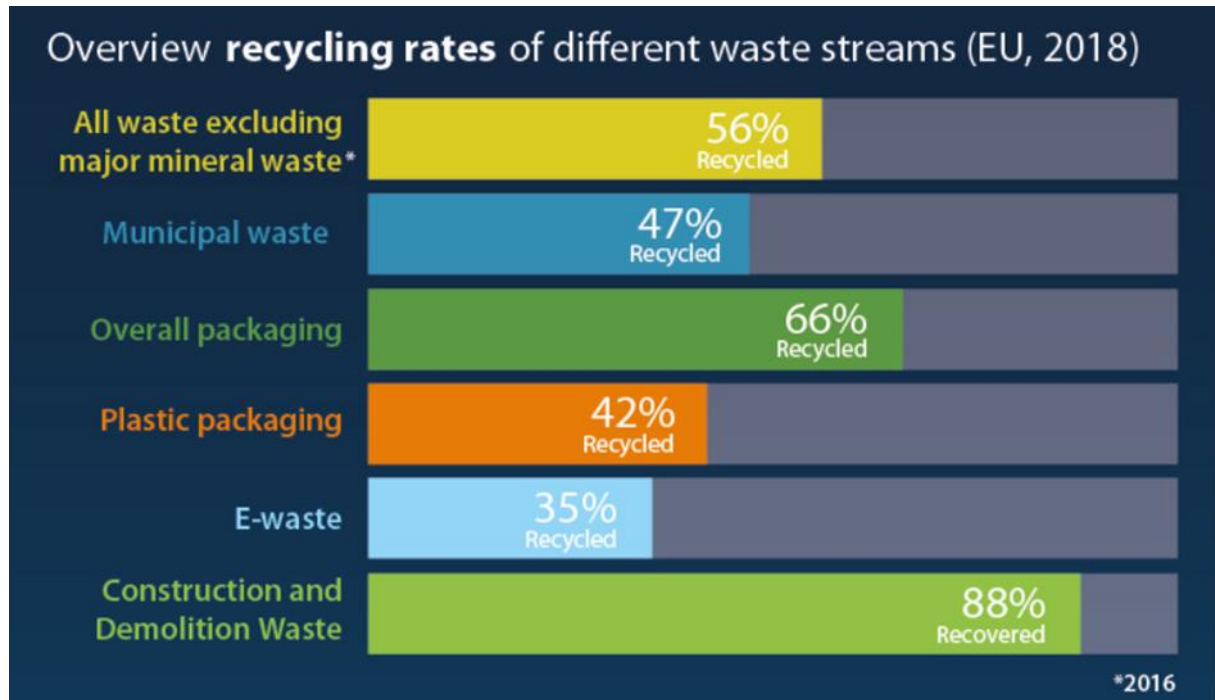 Overview recycling rates of different waste streams (EU, 2018)
All waste excluding
major mineral waste*
56%
Recycled
Municipal waste
47%
Recycled
Overall packaging
66%
Recycled
Plastic packaging
42%
Recycled
E-waste
35%
Recycled
Construction and
Demolition Waste
88%
Recovered
*2016